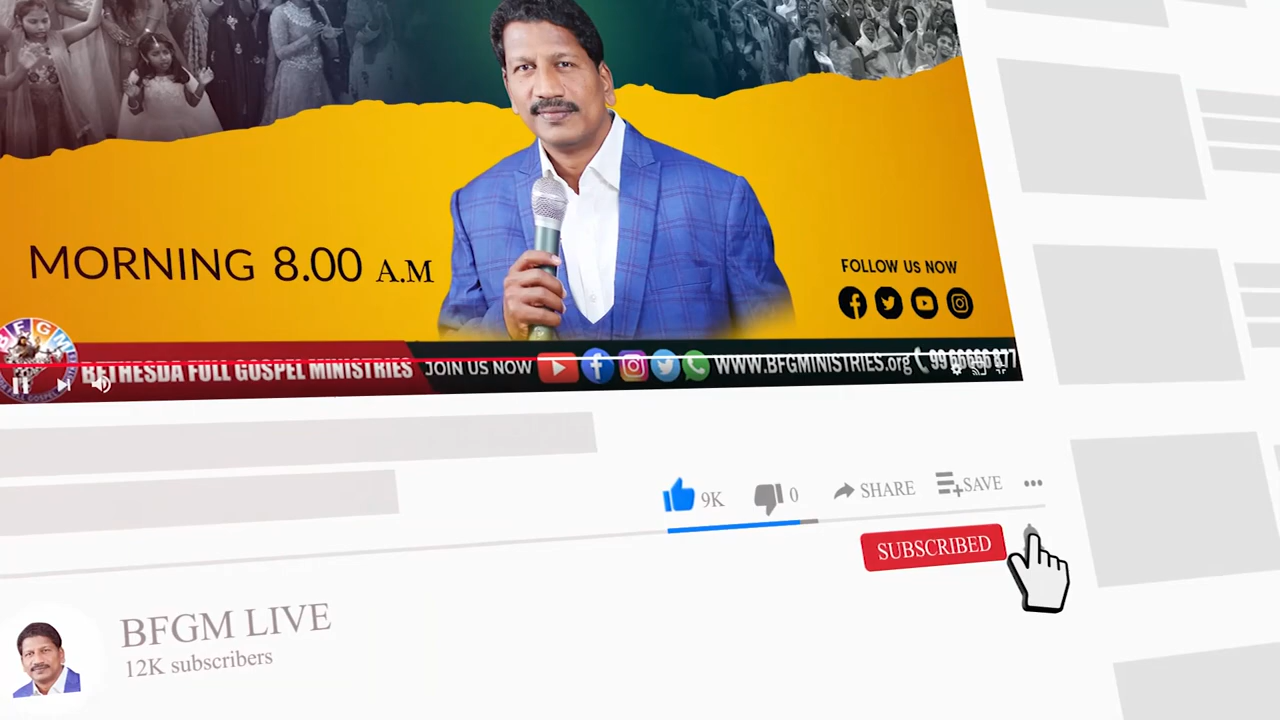 MORNING 8.00 A.M
FOLLOW US NOW
BFGM
BETHESDA FULL GOSPEL MINISTRIES
JOIN US NOW
WWW.BFGMINISTRIES.org
9K
0
SHARE
SAVE
SUBSCRIBED
BFGM LIVE
12K subscribers